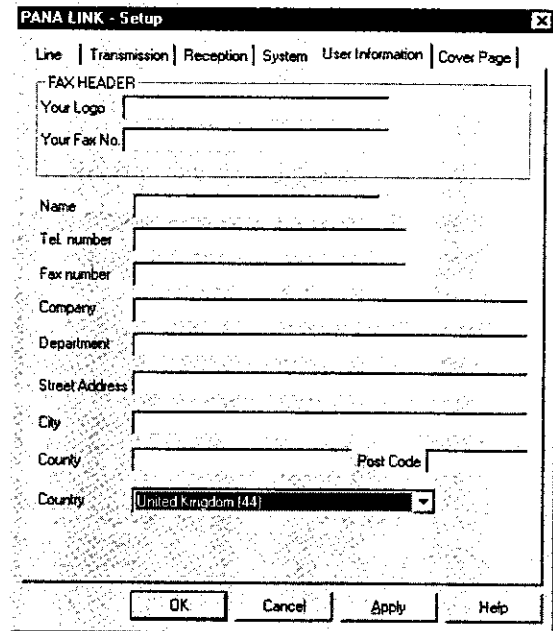 PANA LINK - Setup
Line Transmission Reception System User Information Cover Page
FAX HEADER
Your Logo
Your Fax No.
Name
Tel. number
Fax number
Company
Department
Street Address
City
County Post Code
Country United Kingdom (44)
OK Cancel Apply Help